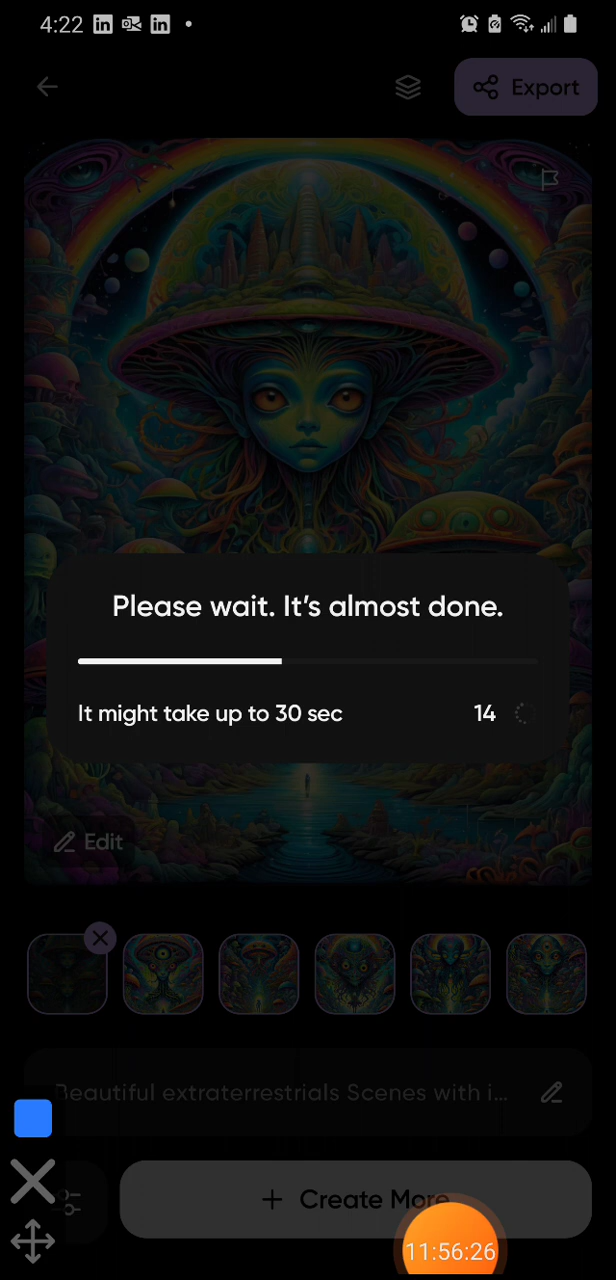 4:22
Export
Please wait. It's almost done.
It might take up to 30 sec 14
Edit
Beautiful extraterrestrials Scenes with i...
+ Create More
11:56:26